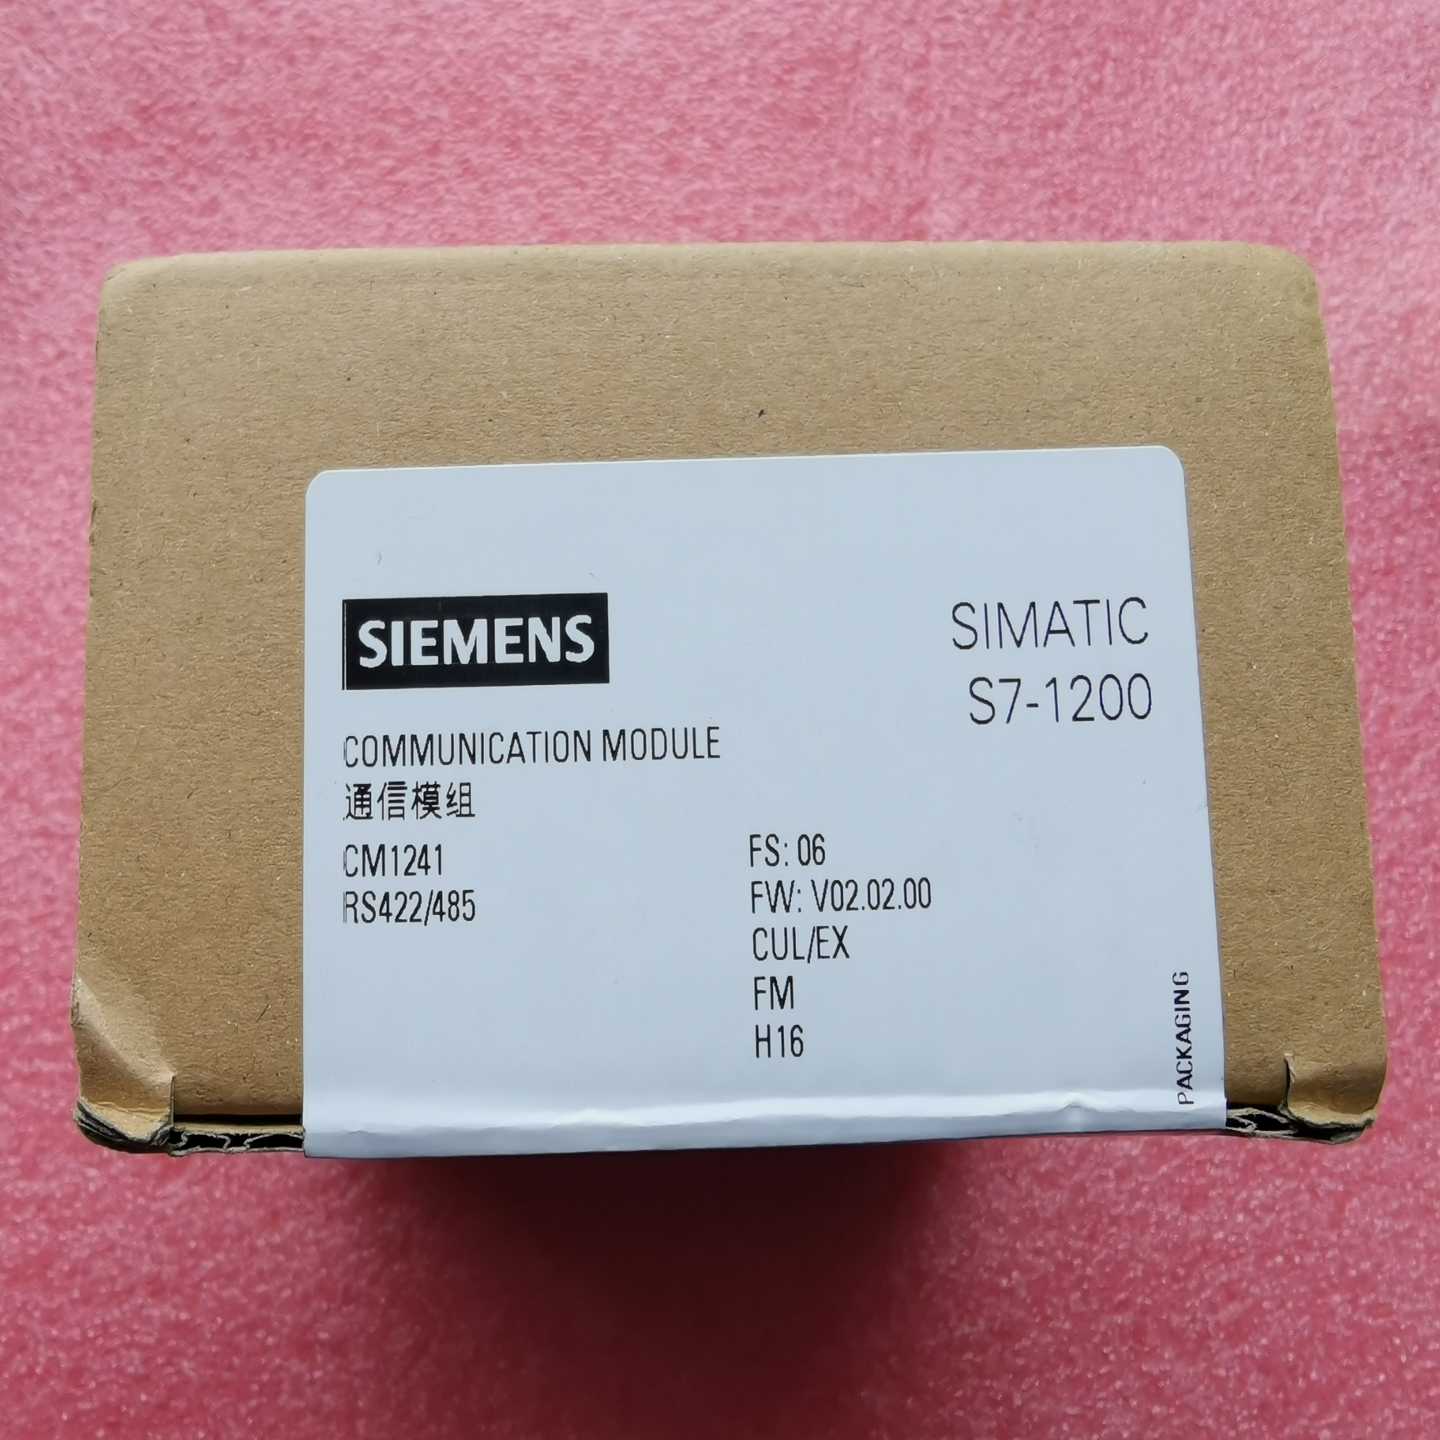 SIEMENS
SIMATIC
S7-1200
COMMUNICATION MODULE
通信模组
CM1241
RS422/485
FS: 06
FW: V02.02.00
CUL/EX
FM
H16
PACKAGING